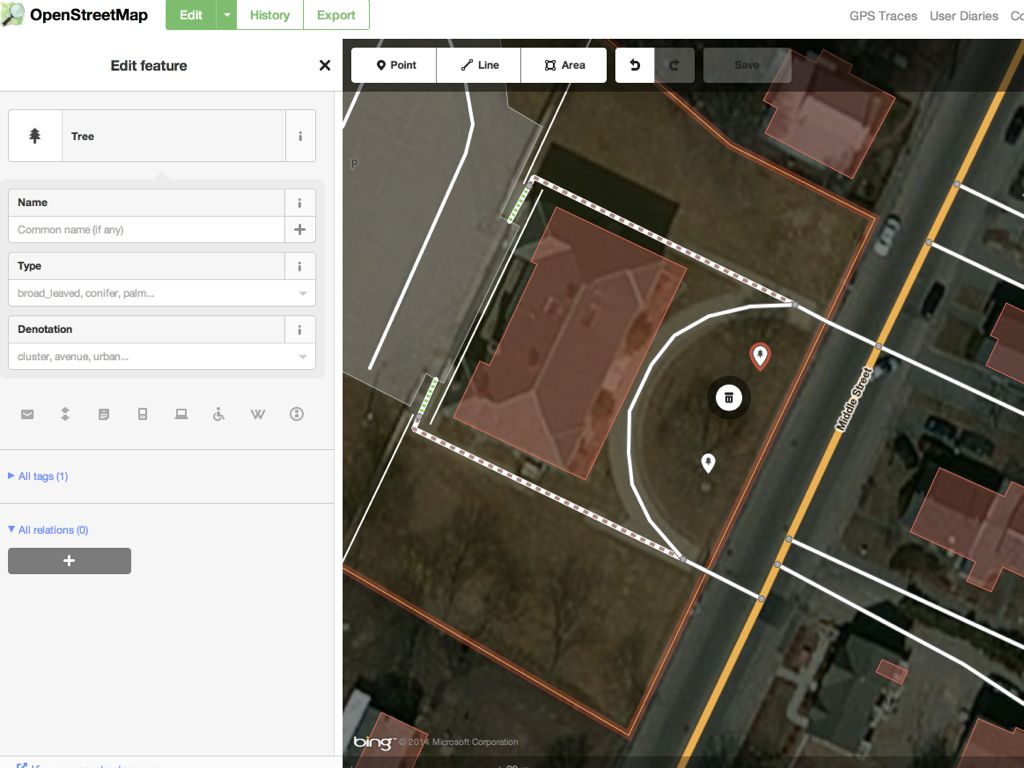 OpenStreetMap
Edit
History
Export
GPS Traces
User Diaries
Edit feature
Point
Line
Area
Save
Tree
P
Name
Common name (if any)
Type
broad_leaved, conifer, palm...
Denotation
cluster, avenue, urban...
W
All tags (1)
All relations (0)
Middle Street
bing
© 2014 Microsoft Corporation